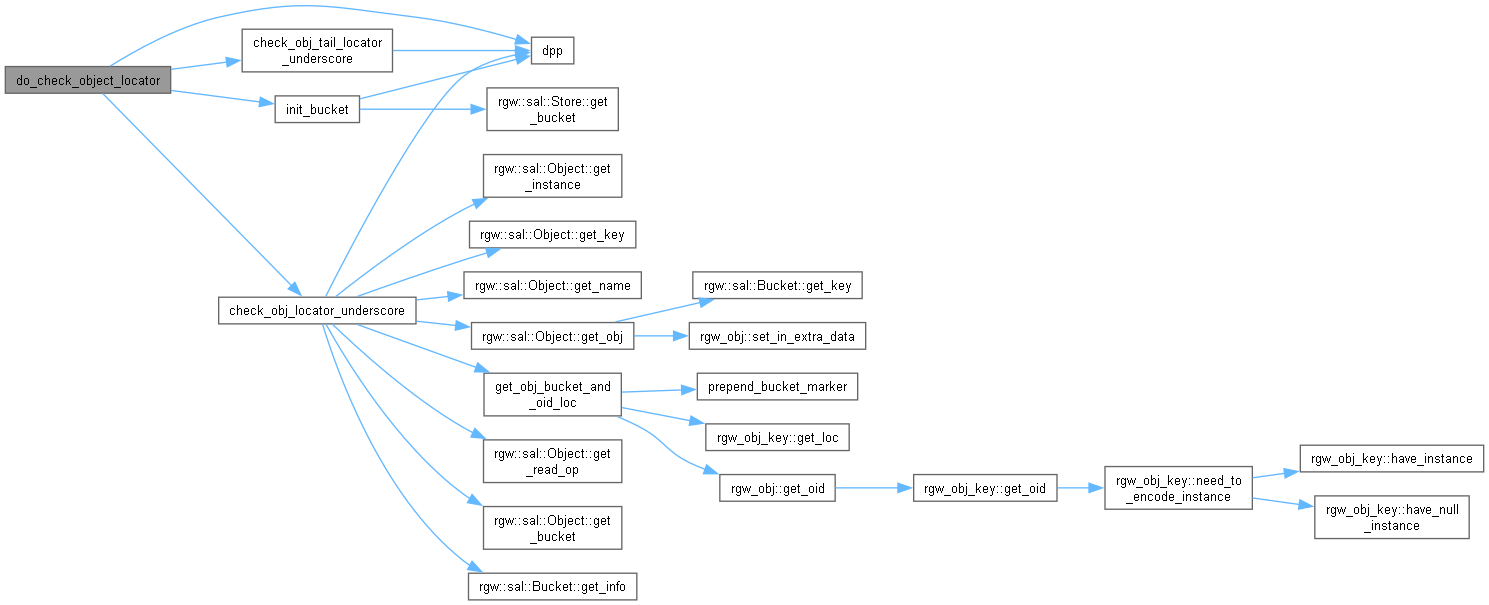 do_check_object_locator
check_obj_tail_locator
_underscore
init_bucket
check_obj_locator_underscore
dpp
rgw::sal::Store::get
_bucket
rgw::sal::Object::get
_instance
rgw::sal::Object::get_key
rgw::sal::Object::get_name
rgw::sal::Object::get_obj
get_obj_bucket_and
_oid_loc
rgw::sal::Object::get
_read_op
rgw::sal::Object::get
_bucket
rgw::sal::Bucket::get_info
rgw::sal::Bucket::get_key
rgw_obj::set_in_extra_data
prepend_bucket_marker
rgw_obj_key::get_loc
rgw_obj::get_oid
rgw_obj_key::get_oid
rgw_obj_key::need_to
_encode_instance
rgw_obj_key::have_instance
rgw_obj_key::have_null
_instance